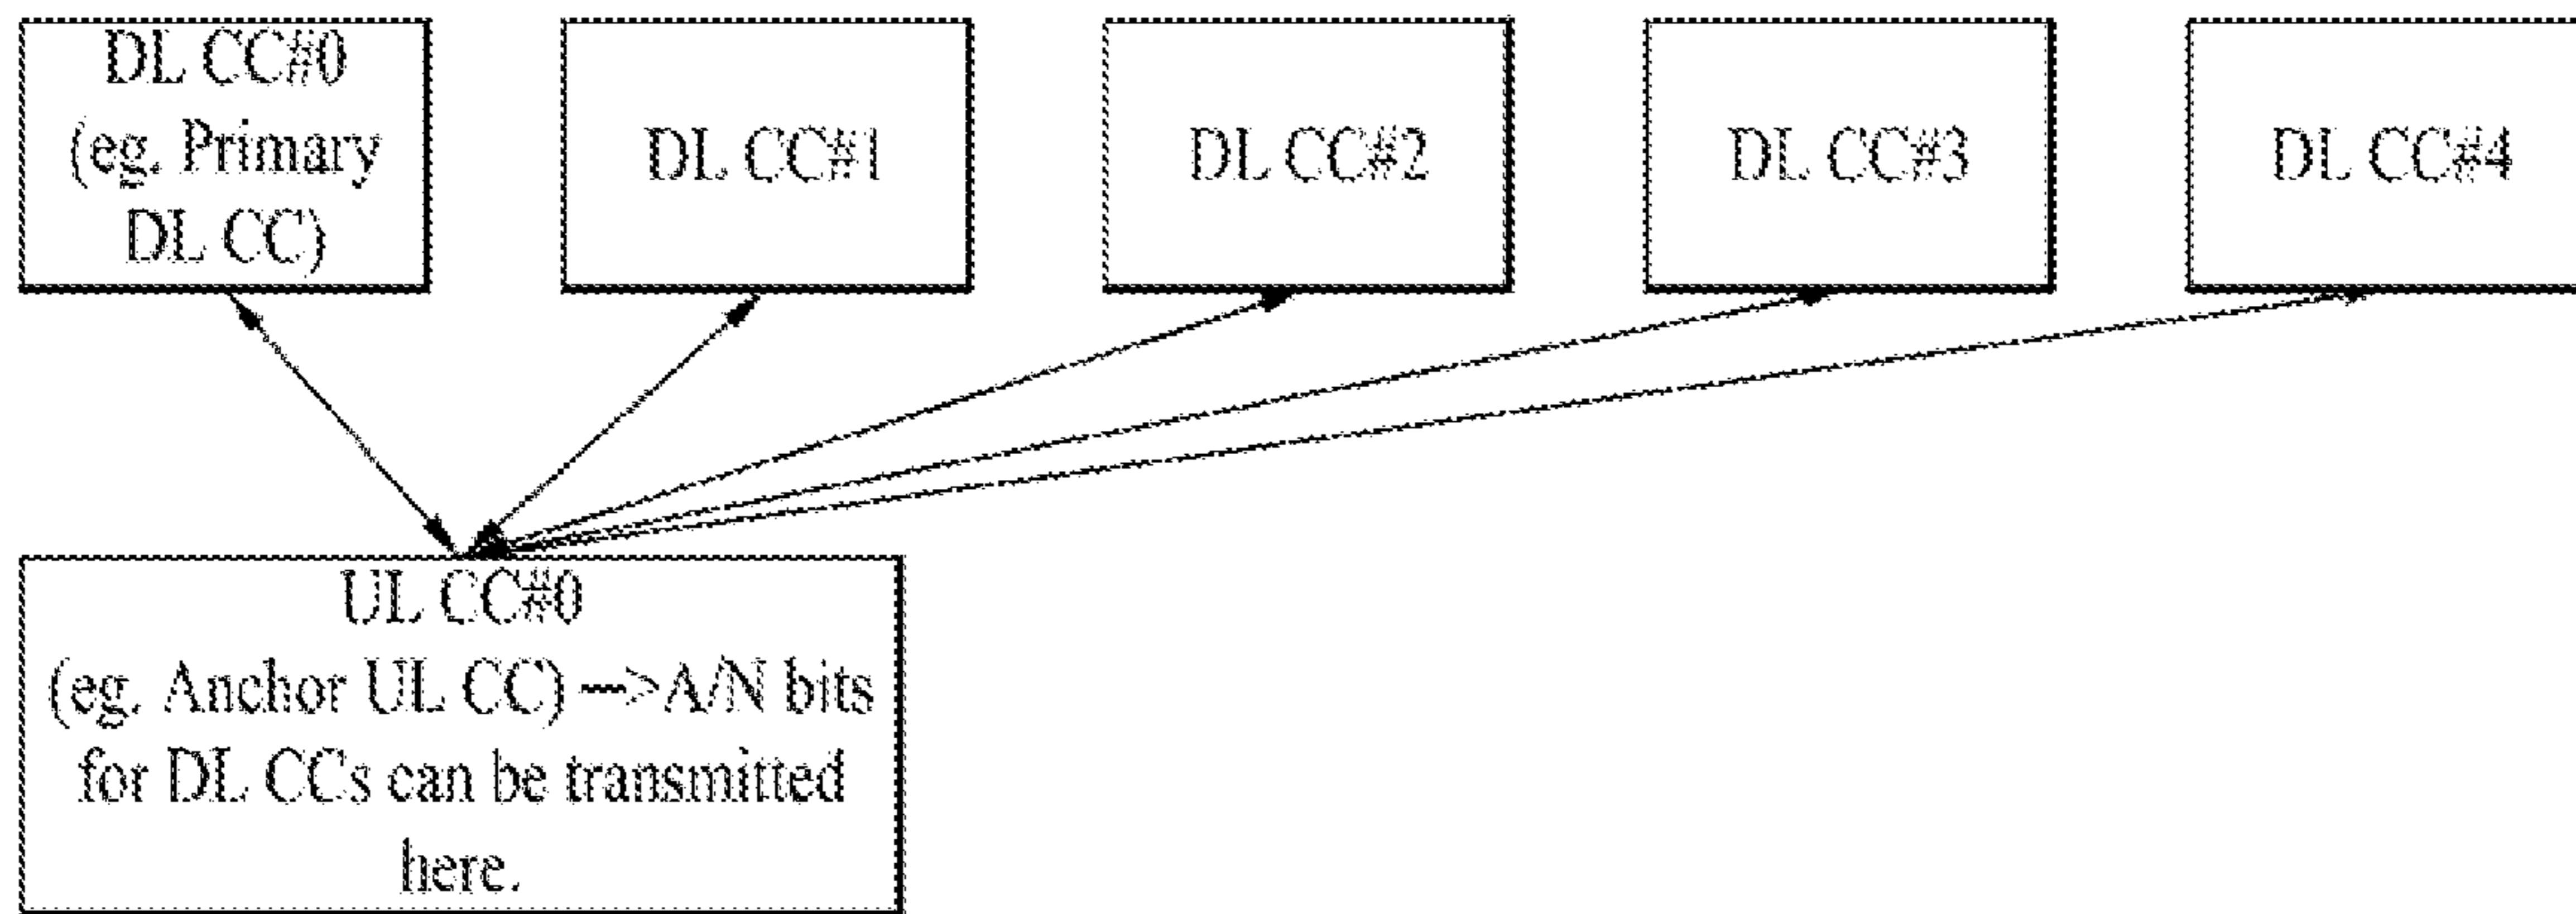 DL CC#0
(eg. Primary
DL CC)
DL CC#1
DL CC#2
DL CC#3
DL CC#4
UL CC#0
(eg. Anchor UL CC) -->A/N bits
for DL CCs can be transmitted
here.